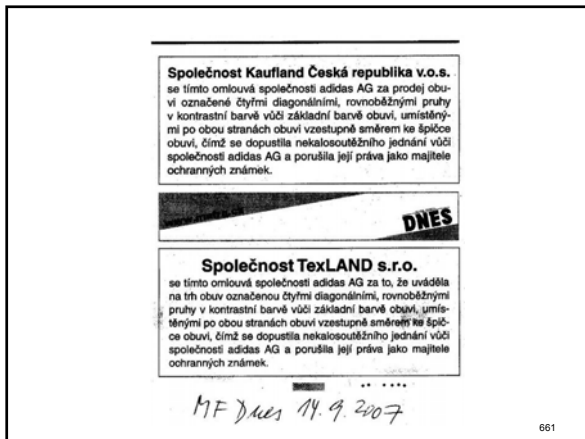 Společnost Kaufland Česká republika v.o.s.
se tímto omlouvá společnosti adidas AG za prodej obu-
vi označené čtyřmi diagonálními, rovnoběžnými pruhy
v kontrastní barvě vůči základní barvě obuvi, umístěný-
mi po obou stranách obuvi vzestupně směrem ke špičce
obuvi, čímž se dopustila nekalosoutěžního jednání vůči
společnosti adidas AG a porušila její práva jako majitele
ochranných známek.
DNES
Společnost TexLAND s.r.o.
se tímto omlouvá společnosti adidas AG za to, že uváděla
na trh obuv označenou čtyřmi diagonálními, rovnoběžnými
pruhy v kontrastní barvě vůči základní barvě obuvi, umís-
těnými po obou stranách obuvi vzestupně směrem ke špič-
ce obuvi, čímž se dopustila nekalosoutěžního jednání vůči
společnosti adidas AG a porušila její práva jako majitele
ochranných známek.
MF Dnes 14.9.2007
661